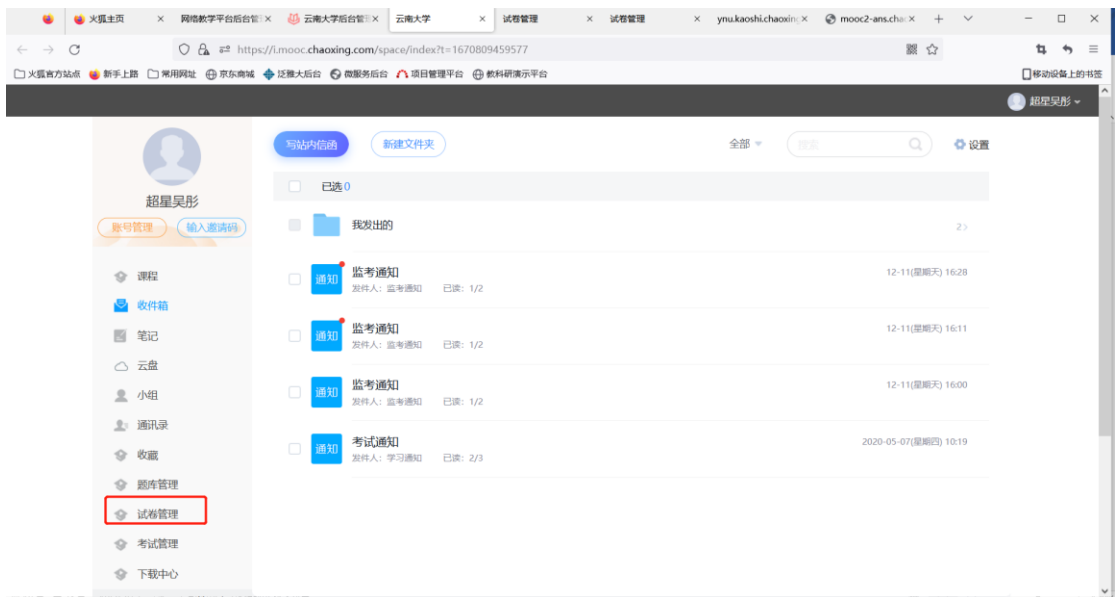 火狐主页 网络教学平台后台管 云南大学后台管 云南大学 试卷管理 试卷管理 ynu.kaoshi.chaoxing mooc2-ans.cha
https://i.mooc.chaoxing.com/space/index?t=1670809459577
火狐官方站点 新手上路 常用网址 京东商城 泛雅大后台 微服务后台 项目管理平台 教科研演示平台 移动设备上的书签
超星吴彤
写站内信函 新建文件夹 全部 搜索 设置
已选0
超星吴彤
账号管理 输入邀请码
我发出的 2
课程
收件箱
笔记
云盘
小组
通讯录
收藏
题库管理
试卷管理
考试管理
下载中心
通知 监考通知 12-11(星期天) 16:28
发件人: 监考通知 已读: 1/2
通知 监考通知 12-11(星期天) 16:11
发件人: 监考通知 已读: 1/2
通知 监考通知 12-11(星期天) 16:00
发件人: 监考通知 已读: 1/2
通知 考试通知 2020-05-07(星期四) 10:19
发件人: 学习通知 已读: 2/3